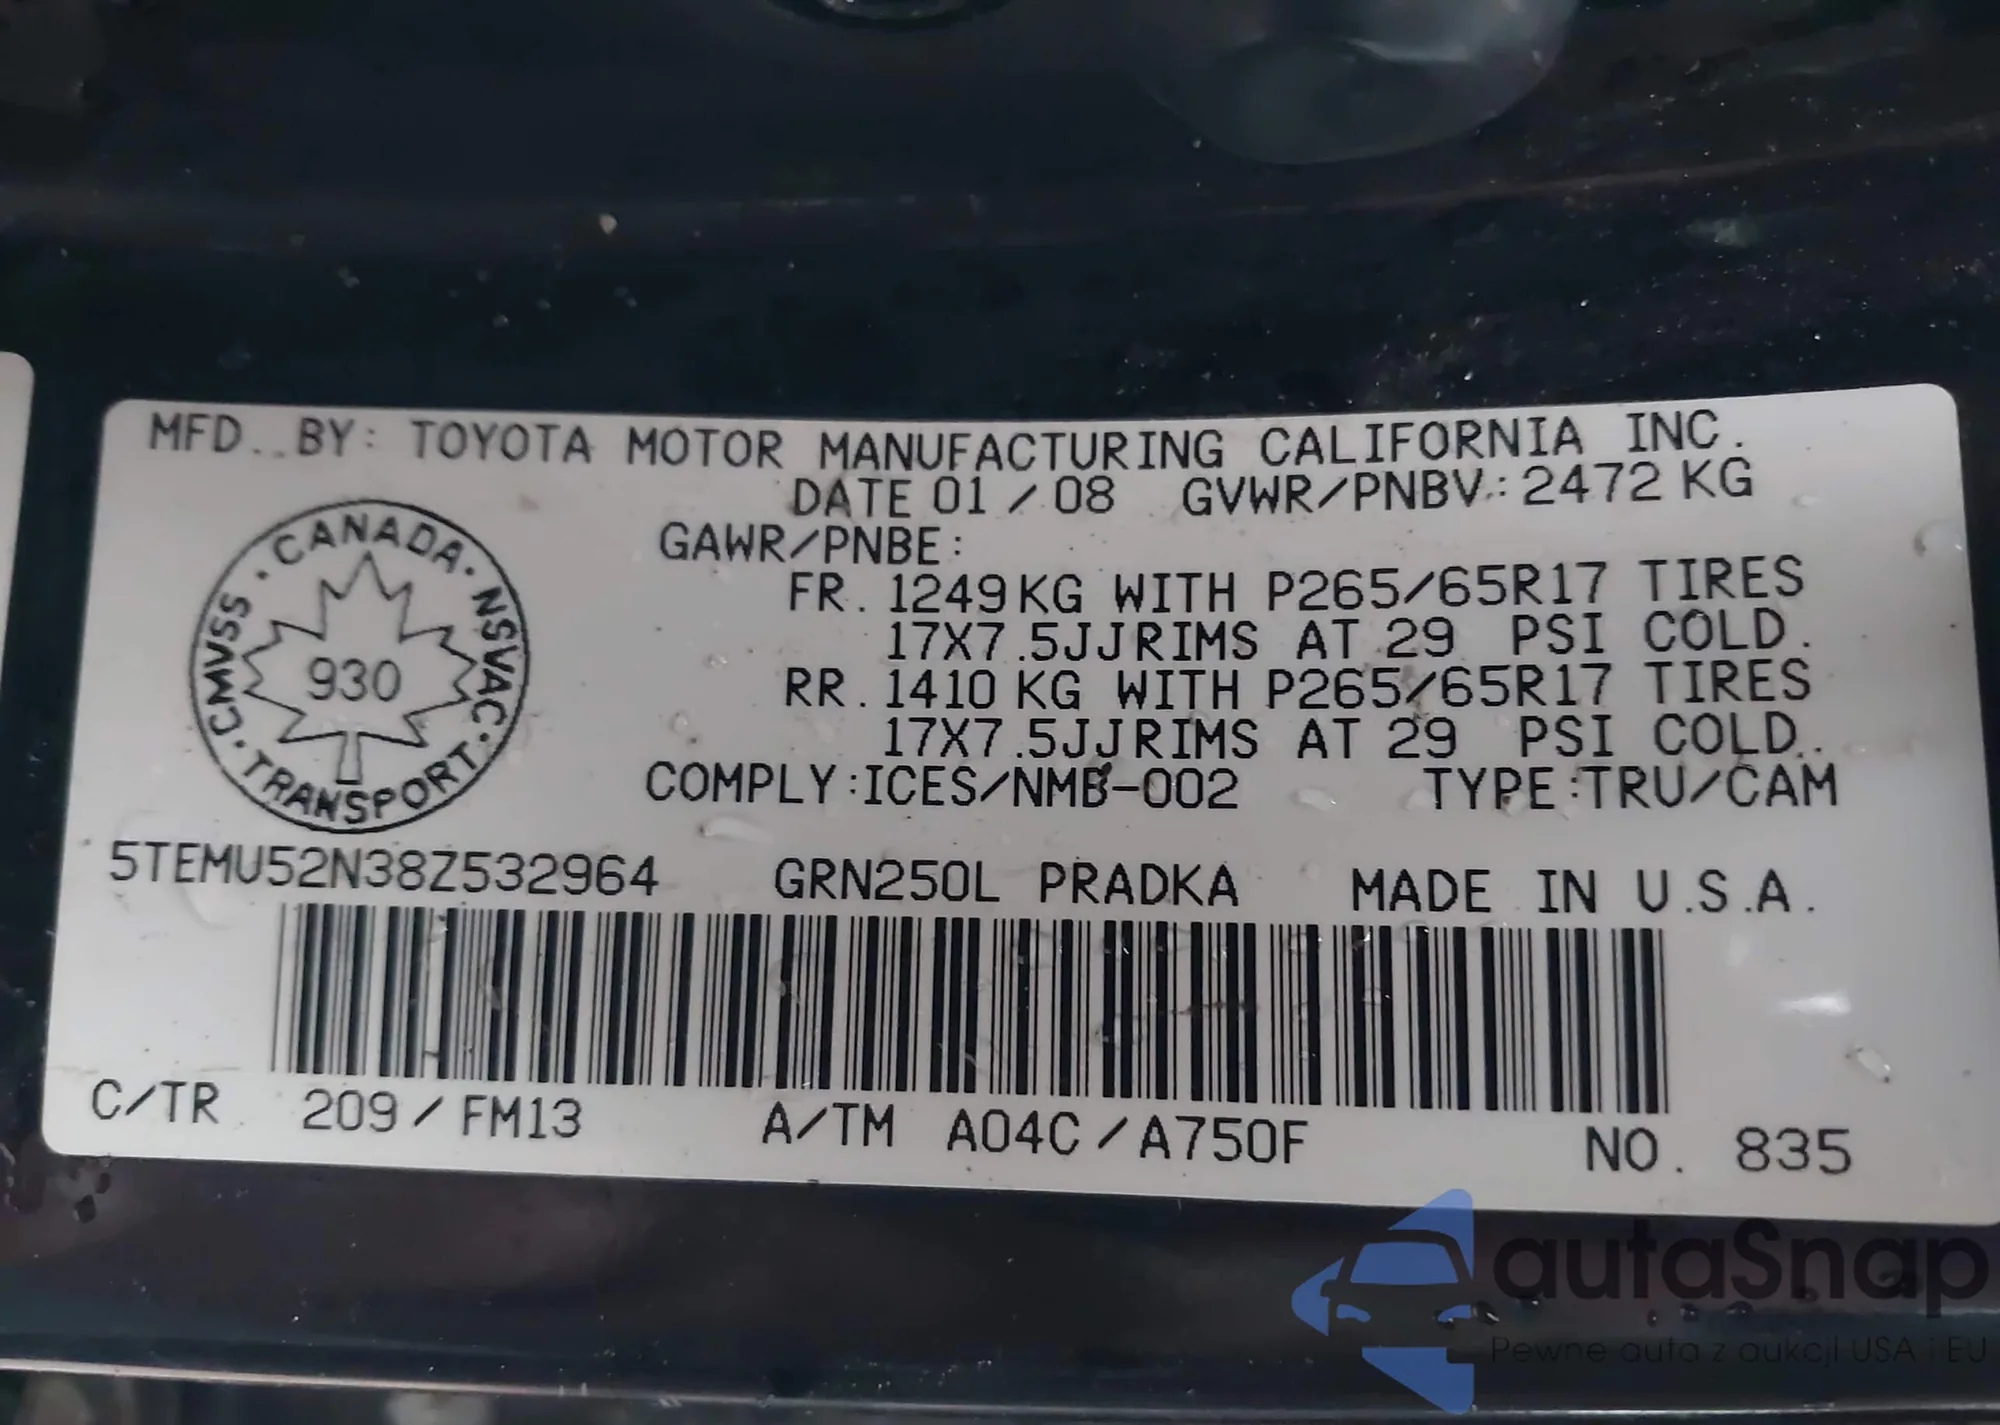 MFD. BY: TOYOTA MOTOR MANUFACTURING CALIFORNIA INC.
DATE 01 / 08 GVWR/PNBV: 2472 KG
GAWR/PNBE:
FR. 1249 KG WITH P265/65R17 TIRES
17X7.5JJRIMS AT 29 PSI COLD.
RR. 1410 KG WITH P265/65R17 TIRES
17X7.5JJRIMS AT 29 PSI COLD.
COMPLY:ICES/NMB-002 TYPE:TRU/CAM
CANADA · NSVAC · TRANSPORT · CMVSS ·
930
5TEMU52N38Z532964 GRN250L PRADKA MADE IN U.S.A.
C/TR 209 / FM13 A/TM A04C / A750F NO. 835
autaSnap
Pewne auta z aukcji USA i EU